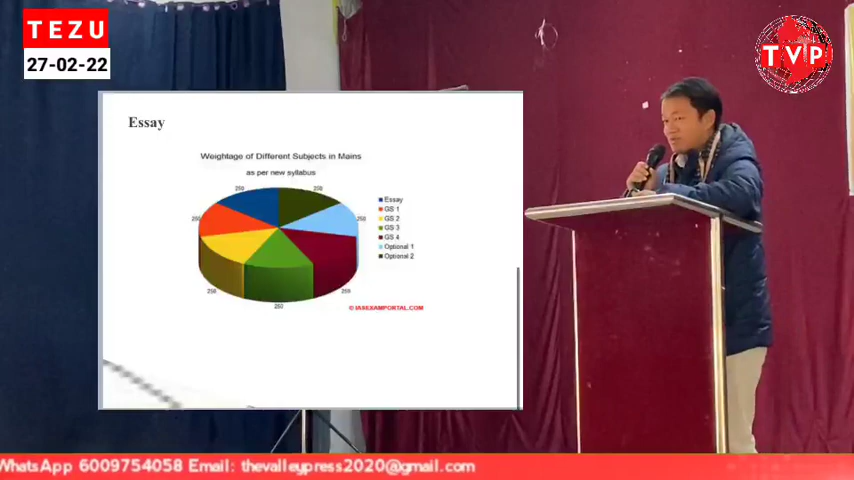 TEZU
27-02-22
TVP
Essay
Weightage of Different Subjects in Mains
as per new syllabus
250
250
250
250
250
250
250
Essay
GS 1
GS 2
GS 3
GS 4
Optional 1
Optional 2
© IASEXAMPORTAL.COM
WhatsApp 6009754058 Email: thevalleypress2020@gmail.com